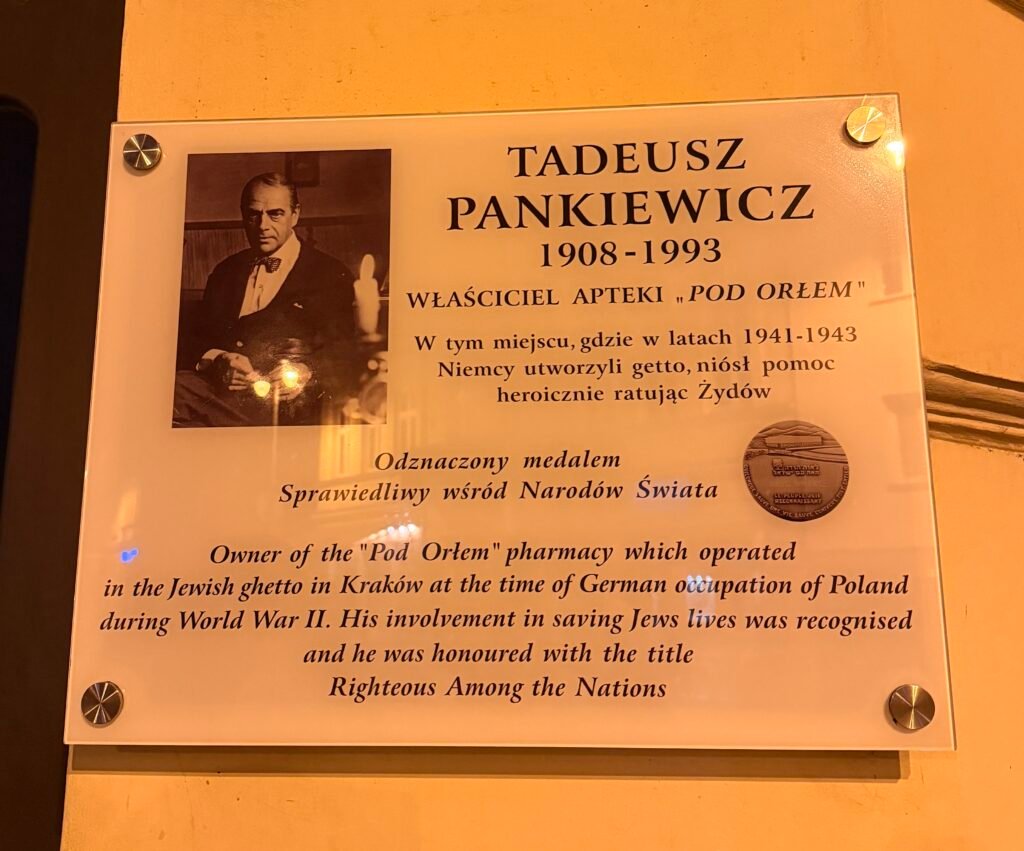 TADEUSZ
PANKIEWICZ
1908-1993
WŁAŚCICIEL APTEKI „POD ORŁEM"
W tym miejscu, gdzie w latach 1941-1943
Niemcy utworzyli getto, niósł pomoc
heroicznie ratując Żydów
Odznaczony medalem
Sprawiedliwy wśród Narodów Świata
Owner of the "Pod Orłem" pharmacy which operated
in the Jewish ghetto in Kraków at the time of German occupation of Poland
during World War II. His involvement in saving Jews lives was recognised
and he was honoured with the title
Righteous Among the Nations